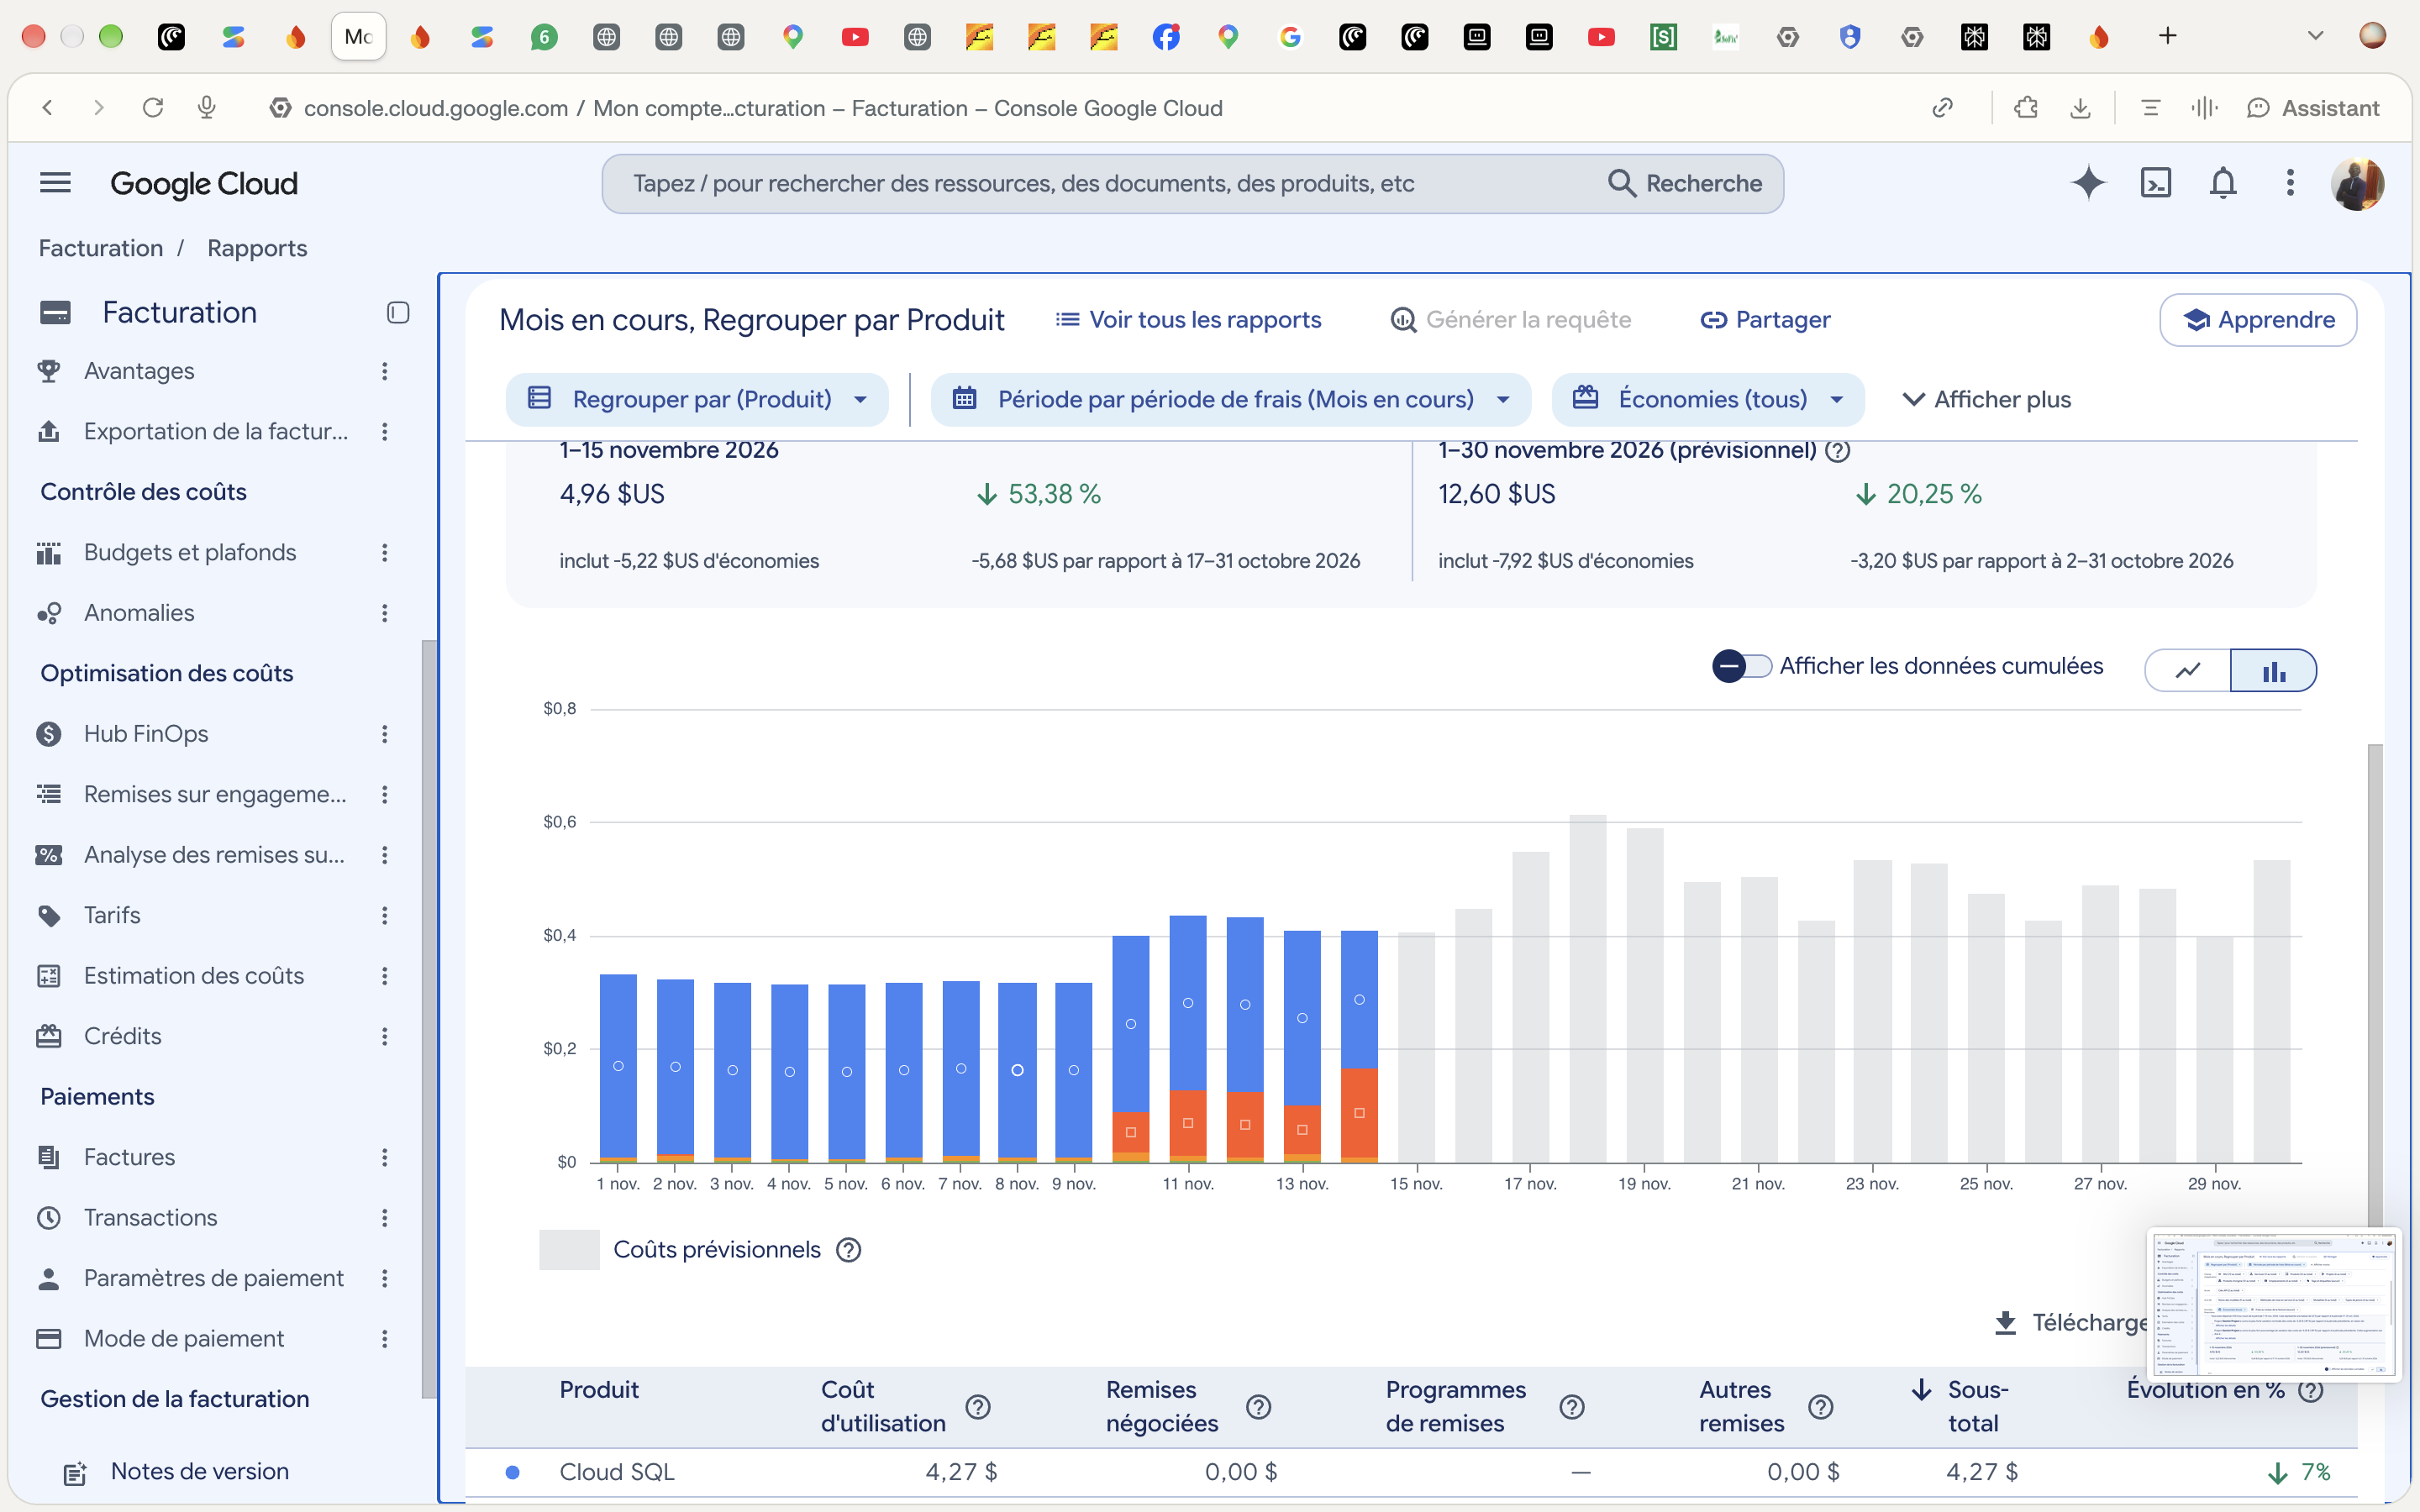 Mo
6
console.cloud.google.com / Mon compte...cturation – Facturation – Console Google Cloud
Assistant
Google Cloud
Tapez / pour rechercher des ressources, des documents, des produits, etc
Recherche
Facturation / Rapports
Facturation
Avantages
Exportation de la factur...
Contrôle des coûts
Budgets et plafonds
Anomalies
Optimisation des coûts
Hub FinOps
Remises sur engageme...
Analyse des remises su...
Tarifs
Estimation des coûts
Crédits
Paiements
Factures
Transactions
Paramètres de paiement
Mode de paiement
Gestion de la facturation
Notes de version
Mois en cours, Regrouper par Produit
Voir tous les rapports
Générer la requête
Partager
Apprendre
Regrouper par (Produit)
Période par période de frais (Mois en cours)
Économies (tous)
Afficher plus
1–15 novembre 2026
4,96 $US
53,38 %
inclut -5,22 $US d'économies
-5,68 $US par rapport à 17–31 octobre 2026
1–30 novembre 2026 (prévisionnel)
12,60 $US
20,25 %
inclut -7,92 $US d'économies
-3,20 $US par rapport à 2–31 octobre 2026
Afficher les données cumulées
$0,8
$0,6
$0,4
$0,2
$0
1 nov. 2 nov. 3 nov. 4 nov. 5 nov. 6 nov. 7 nov. 8 nov. 9 nov. 11 nov. 13 nov. 15 nov. 17 nov. 19 nov. 21 nov. 23 nov. 25 nov. 27 nov. 29 nov.
Coûts prévisionnels
Télécharge
Produit
Coût
d'utilisation
Remises
négociées
Programmes
de remises
Autres
remises
Sous-
total
Évolution en %
Cloud SQL 4,27 $ 0,00 $ — 0,00 $ 4,27 $ 7%